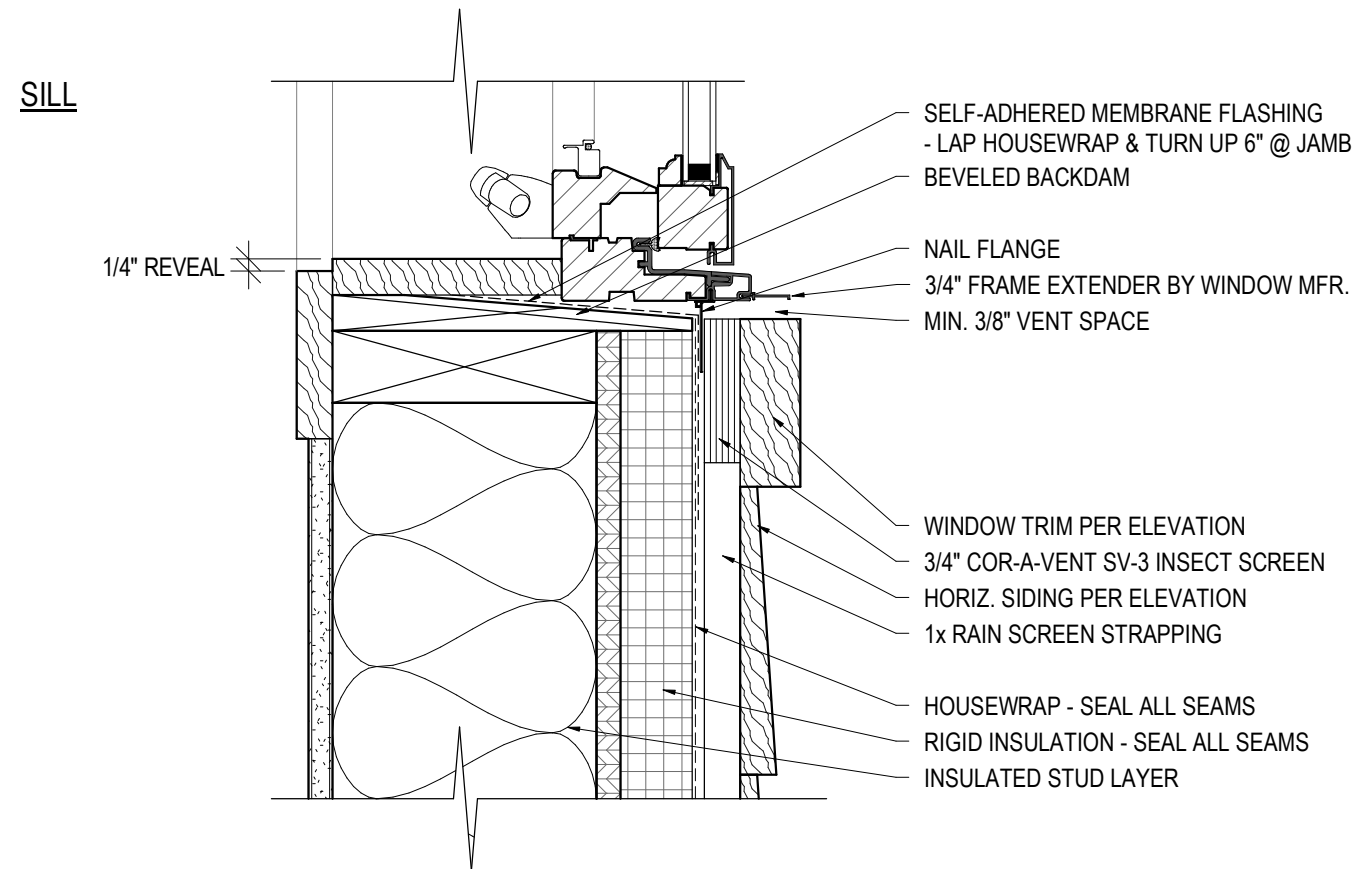 SILL
SELF-ADHERED MEMBRANE FLASHING
- LAP HOUSEWRAP & TURN UP 6" @ JAMB
BEVELED BACKDAM
NAIL FLANGE
1/4" REVEAL
3/4" FRAME EXTENDER BY WINDOW MFR.
MIN. 3/8" VENT SPACE
WINDOW TRIM PER ELEVATION
3/4" COR-A-VENT SV-3 INSECT SCREEN
HORIZ. SIDING PER ELEVATION
1x RAIN SCREEN STRAPPING
HOUSEWRAP - SEAL ALL SEAMS
RIGID INSULATION - SEAL ALL SEAMS
INSULATED STUD LAYER